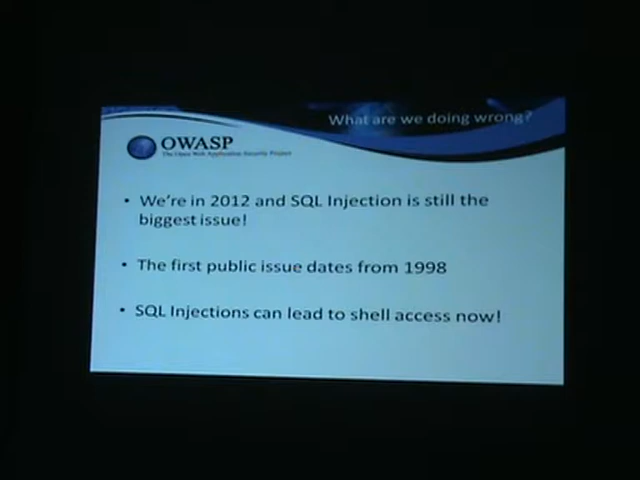 What are we doing wrong?
OWASP
The Open Web Application Security Project
• We're in 2012 and SQL Injection is still the
biggest issue!
• The first public issue dates from 1998
• SQL Injections can lead to shell access now!